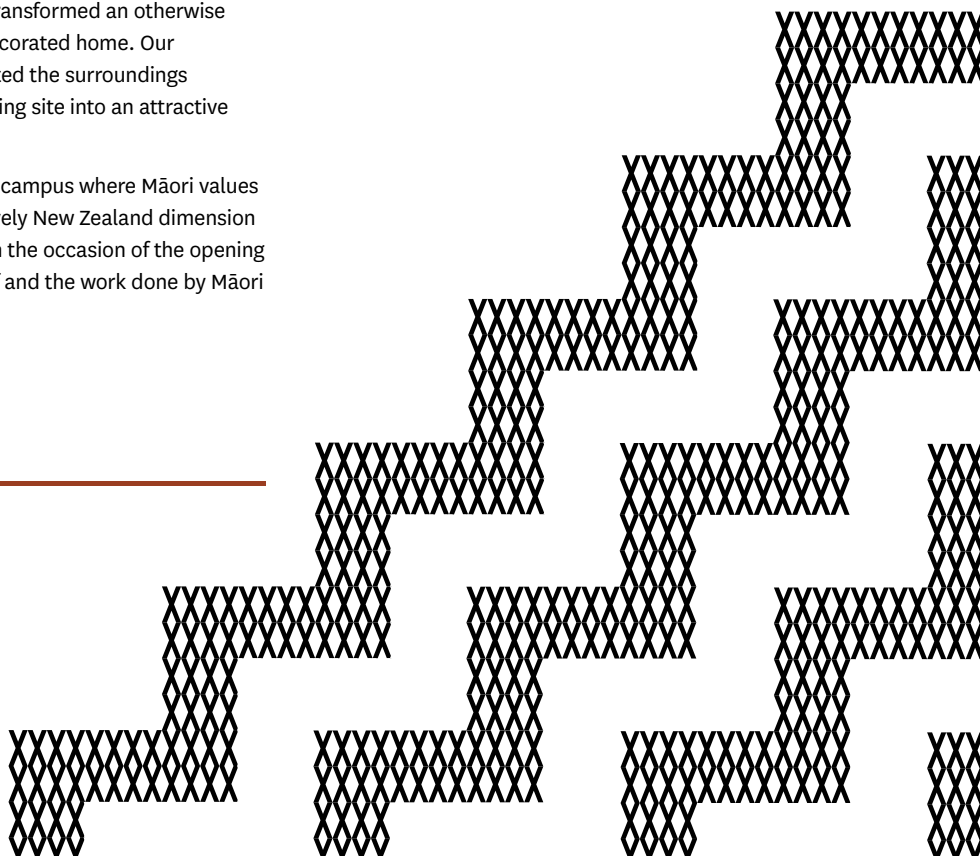 ansformed an otherwise
corated home. Our
ed the surroundings
ing site into an attractive
campus where Māori values
ely New Zealand dimension
the occasion of the opening
and the work done by Māori